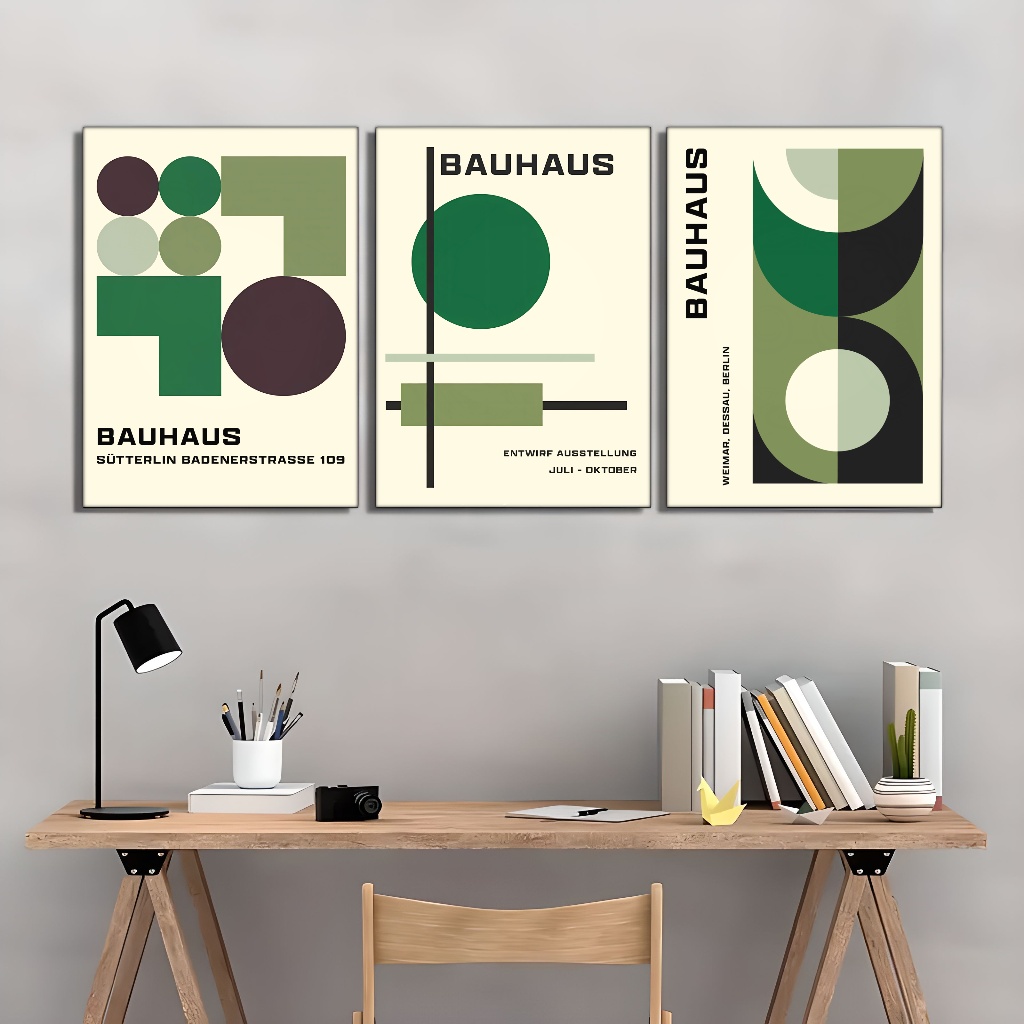 BAUHAUS
SÜTTERLIN BADENERSTRASSE 109
BAUHAUS
ENTWIRF AUSSTELLUNG
JULI - OKTOBER
BAUHAUS
WEIMAR, DESSAU, BERLIN